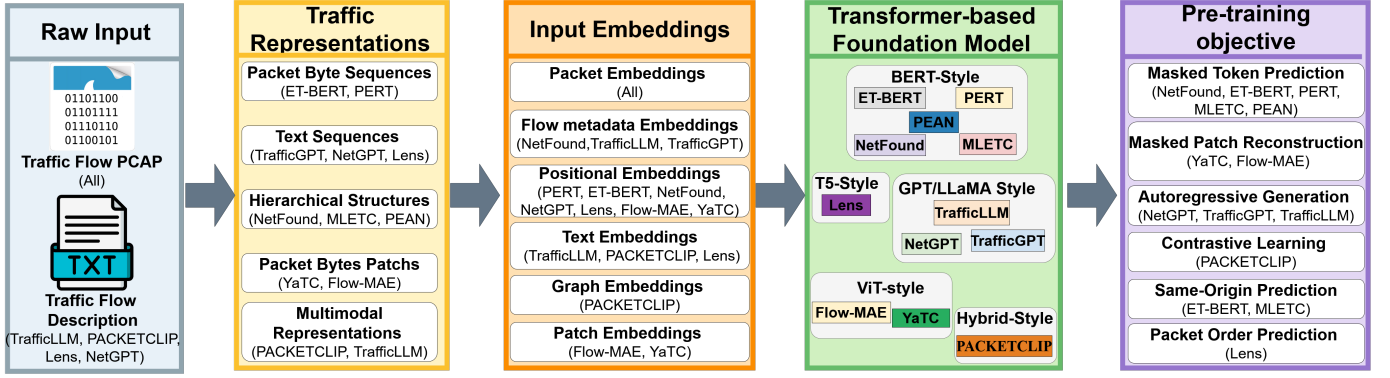 Raw Input
01101100
01101111
01110110
01100101
Traffic Flow PCAP
(All)
TXT
Traffic Flow
Description
(TrafficLLM, PACKETCLIP,
Lens, NetGPT)
Traffic
Representations
Packet Byte Sequences
(ET-BERT, PERT)
Text Sequences
(TrafficGPT, NetGPT, Lens)
Hierarchical Structures
(NetFound, MLETC, PEAN)
Packet Bytes Patchs
(YaTC, Flow-MAE)
Multimodal
Representations
(PACKETCLIP, TrafficLLM)
Input Embeddings
Packet Embeddings
(All)
Flow metadata Embeddings
(NetFound,TrafficLLM, TrafficGPT)
Positional Embeddings
(PERT, ET-BERT, NetFound,
NetGPT, Lens, Flow-MAE, YaTC)
Text Embeddings
(TrafficLLM, PACKETCLIP, Lens)
Graph Embeddings
(PACKETCLIP)
Patch Embeddings
(Flow-MAE, YaTC)
Transformer-based
Foundation Model
BERT-Style
ET-BERT
PERT
PEAN
NetFound
MLETC
T5-Style
Lens
GPT/LLaMA Style
TrafficLLM
NetGPT
TrafficGPT
ViT-style
Flow-MAE
YaTC
Hybrid-Style
PACKETCLIP
Pre-training
objective
Masked Token Prediction
(NetFound, ET-BERT, PERT,
MLETC, PEAN)
Masked Patch Reconstruction
(YaTC, Flow-MAE)
Autoregressive Generation
(NetGPT, TrafficGPT, TrafficLLM)
Contrastive Learning
(PACKETCLIP)
Same-Origin Prediction
(ET-BERT, MLETC)
Packet Order Prediction
(Lens)